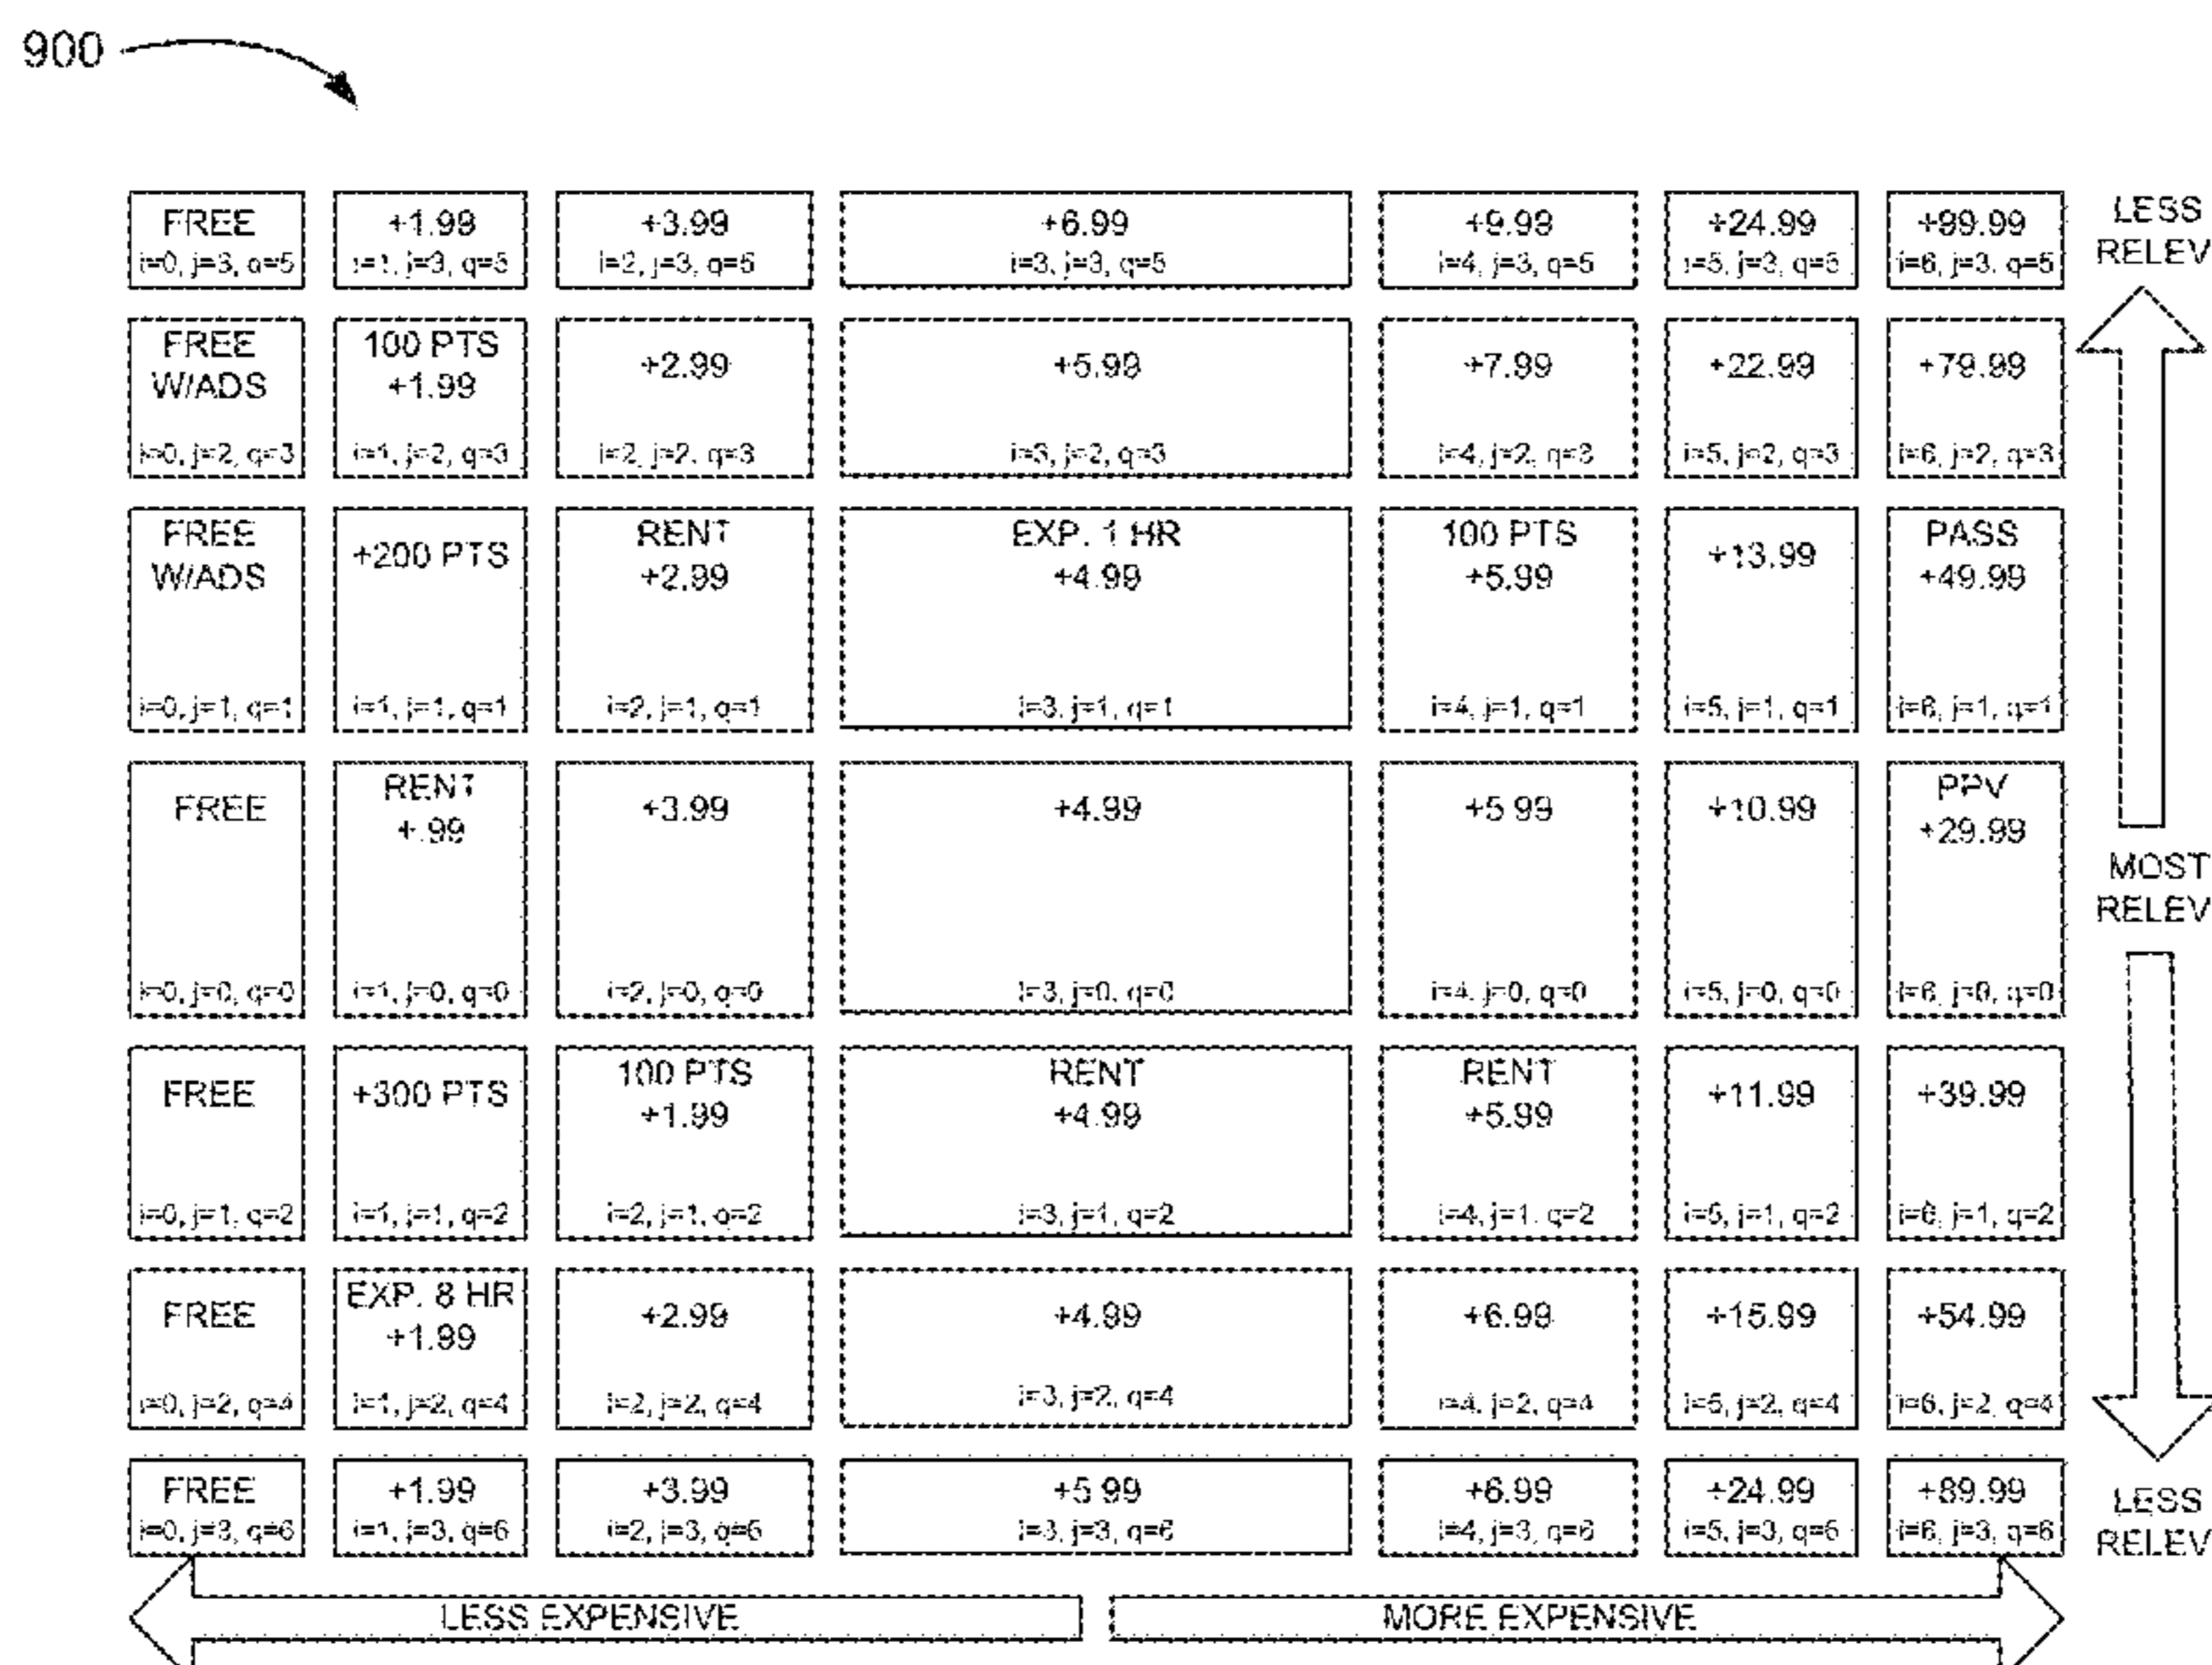 900
FREE
i=0, j=3, q=5
+1.99
i=1, j=3, q=5
+3.99
i=2, j=3, q=5
+6.99
i=3, j=3, q=5
+9.99
i=4, j=3, q=5
+24.99
i=5, j=3, q=5
+99.99
i=6, j=3, q=5
LESS
RELEV
FREE
W/ADS
i=0, j=2, q=3
100 PTS
+1.99
i=1, j=2, q=3
+2.99
i=2, j=2, q=3
+5.99
i=3, j=2, q=3
+7.99
i=4, j=2, q=3
+22.99
i=5, j=2, q=3
+79.99
i=6, j=2, q=3
FREE
W/ADS
i=0, j=1, q=1
+200 PTS
i=1, j=1, q=1
RENT
+2.99
i=2, j=1, q=1
EXP. 1 HR
+4.99
i=3, j=1, q=1
100 PTS
+5.99
i=4, j=1, q=1
+13.99
i=5, j=1, q=1
PASS
+49.99
i=6, j=1, q=1
FREE
i=0, j=0, q=0
RENT
+.99
i=1, j=0, q=0
+3.99
i=2, j=0, q=0
+4.99
i=3, j=0, q=0
+5.99
i=4, j=0, q=0
+10.99
i=5, j=0, q=0
PPV
+29.99
i=6, j=0, q=0
MOST
RELEV
FREE
i=0, j=1, q=2
+300 PTS
i=1, j=1, q=2
100 PTS
+1.99
i=2, j=1, q=2
RENT
+4.99
i=3, j=1, q=2
RENT
+5.99
i=4, j=1, q=2
+11.99
i=5, j=1, q=2
+39.99
i=6, j=1, q=2
FREE
i=0, j=2, q=4
EXP. 8 HR
+1.99
i=1, j=2, q=4
+2.99
i=2, j=2, q=4
+4.99
i=3, j=2, q=4
+6.99
i=4, j=2, q=4
+15.99
i=5, j=2, q=4
+54.99
i=6, j=2, q=4
FREE
i=0, j=3, q=6
+1.99
i=1, j=3, q=6
+3.99
i=2, j=3, q=6
+5.99
i=3, j=3, q=6
+6.99
i=4, j=3, q=6
+24.99
i=5, j=3, q=6
+89.99
i=6, j=3, q=6
LESS
RELEV
LESS EXPENSIVE
MORE EXPENSIVE